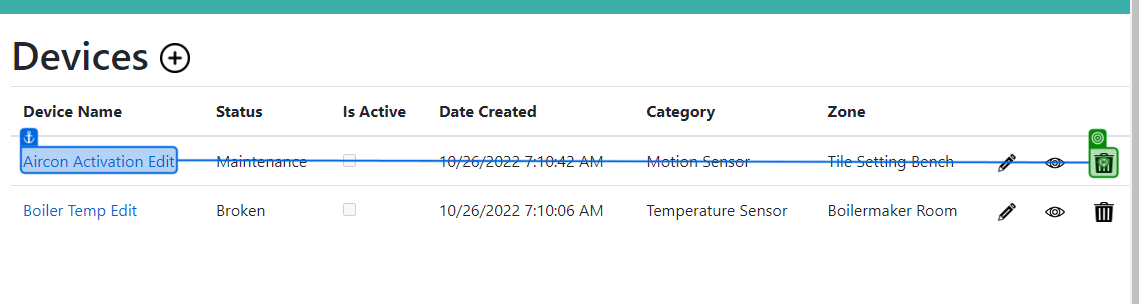 Devices
Device Name Status Is Active Date Created Category Zone
Aircon Activation Edit Maintenance 10/26/2022 7:10:42 AM Motion Sensor Tile Setting Bench
Boiler Temp Edit Broken 10/26/2022 7:10:06 AM Temperature Sensor Boilermaker Room